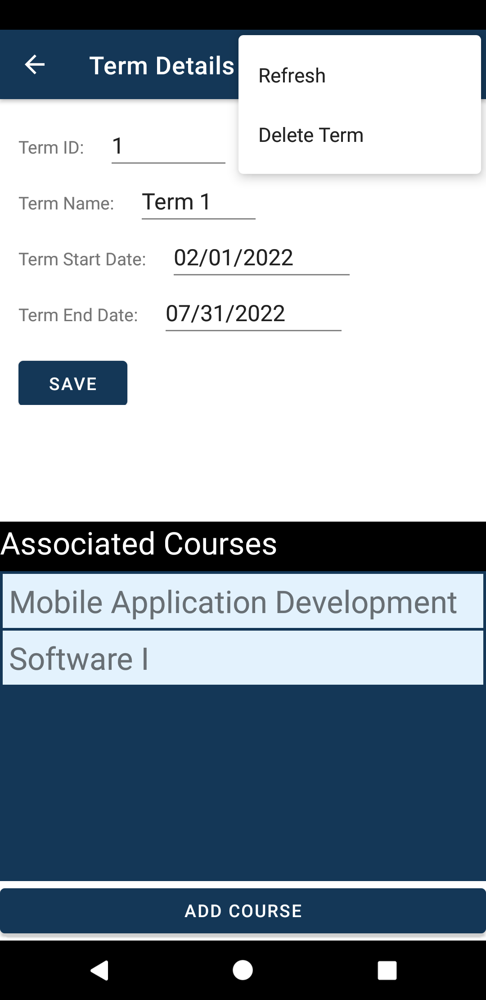 Term Details
Refresh
Delete Term
Term ID: 1
Term Name: Term 1
Term Start Date: 02/01/2022
Term End Date: 07/31/2022
SAVE
Associated Courses
Mobile Application Development
Software I
ADD COURSE